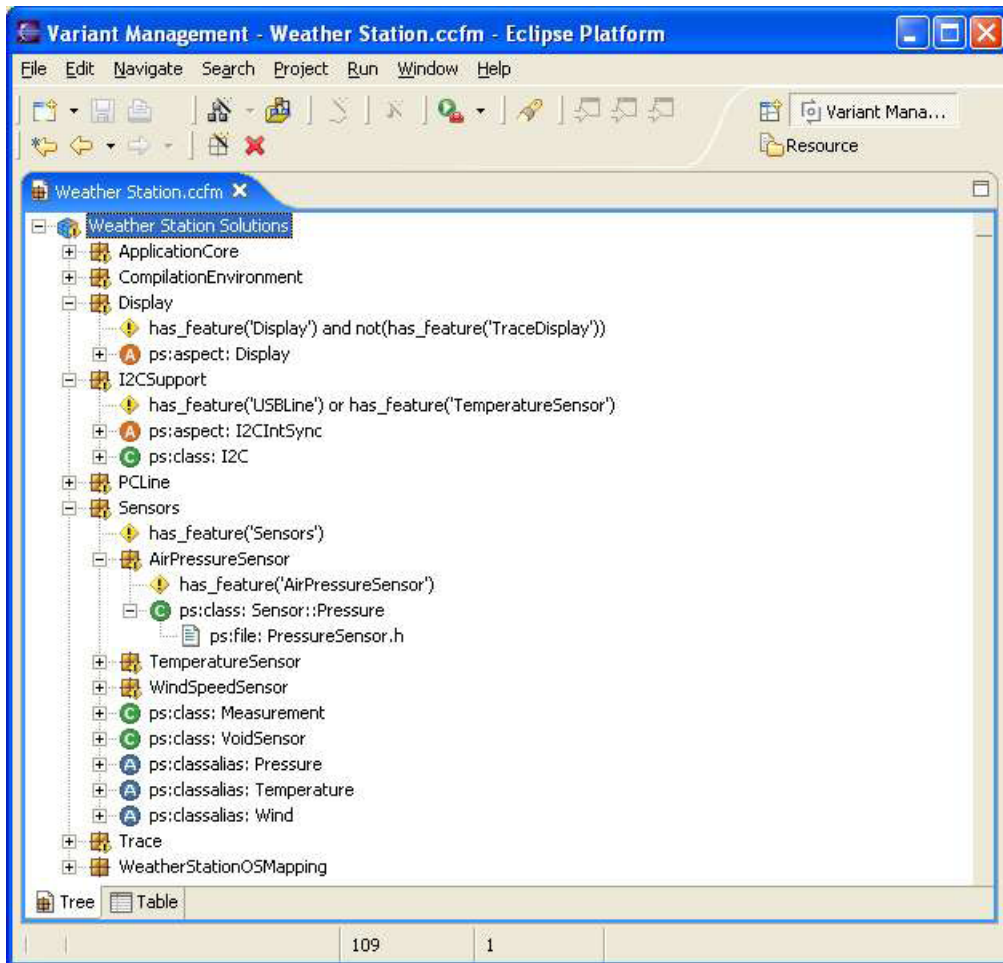 Variant Management - Weather Station.ccfm - Eclipse Platform
File Edit Navigate Search Project Run Window Help
Variant Mana...
Resource
Weather Station.ccfm
Weather Station Solutions
ApplicationCore
CompilationEnvironment
Display
has_feature('Display') and not(has_feature('TraceDisplay'))
ps:aspect: Display
I2CSupport
has_feature('USBLine') or has_feature('TemperatureSensor')
ps:aspect: I2CIntSync
ps:class: I2C
PCLine
Sensors
has_feature('Sensors')
AirPressureSensor
has_feature('AirPressureSensor')
ps:class: Sensor::Pressure
ps:file: PressureSensor.h
TemperatureSensor
WindSpeedSensor
ps:class: Measurement
ps:class: VoidSensor
ps:classalias: Pressure
ps:classalias: Temperature
ps:classalias: Wind
Trace
WeatherStationOSMapping
Tree Table
109 1